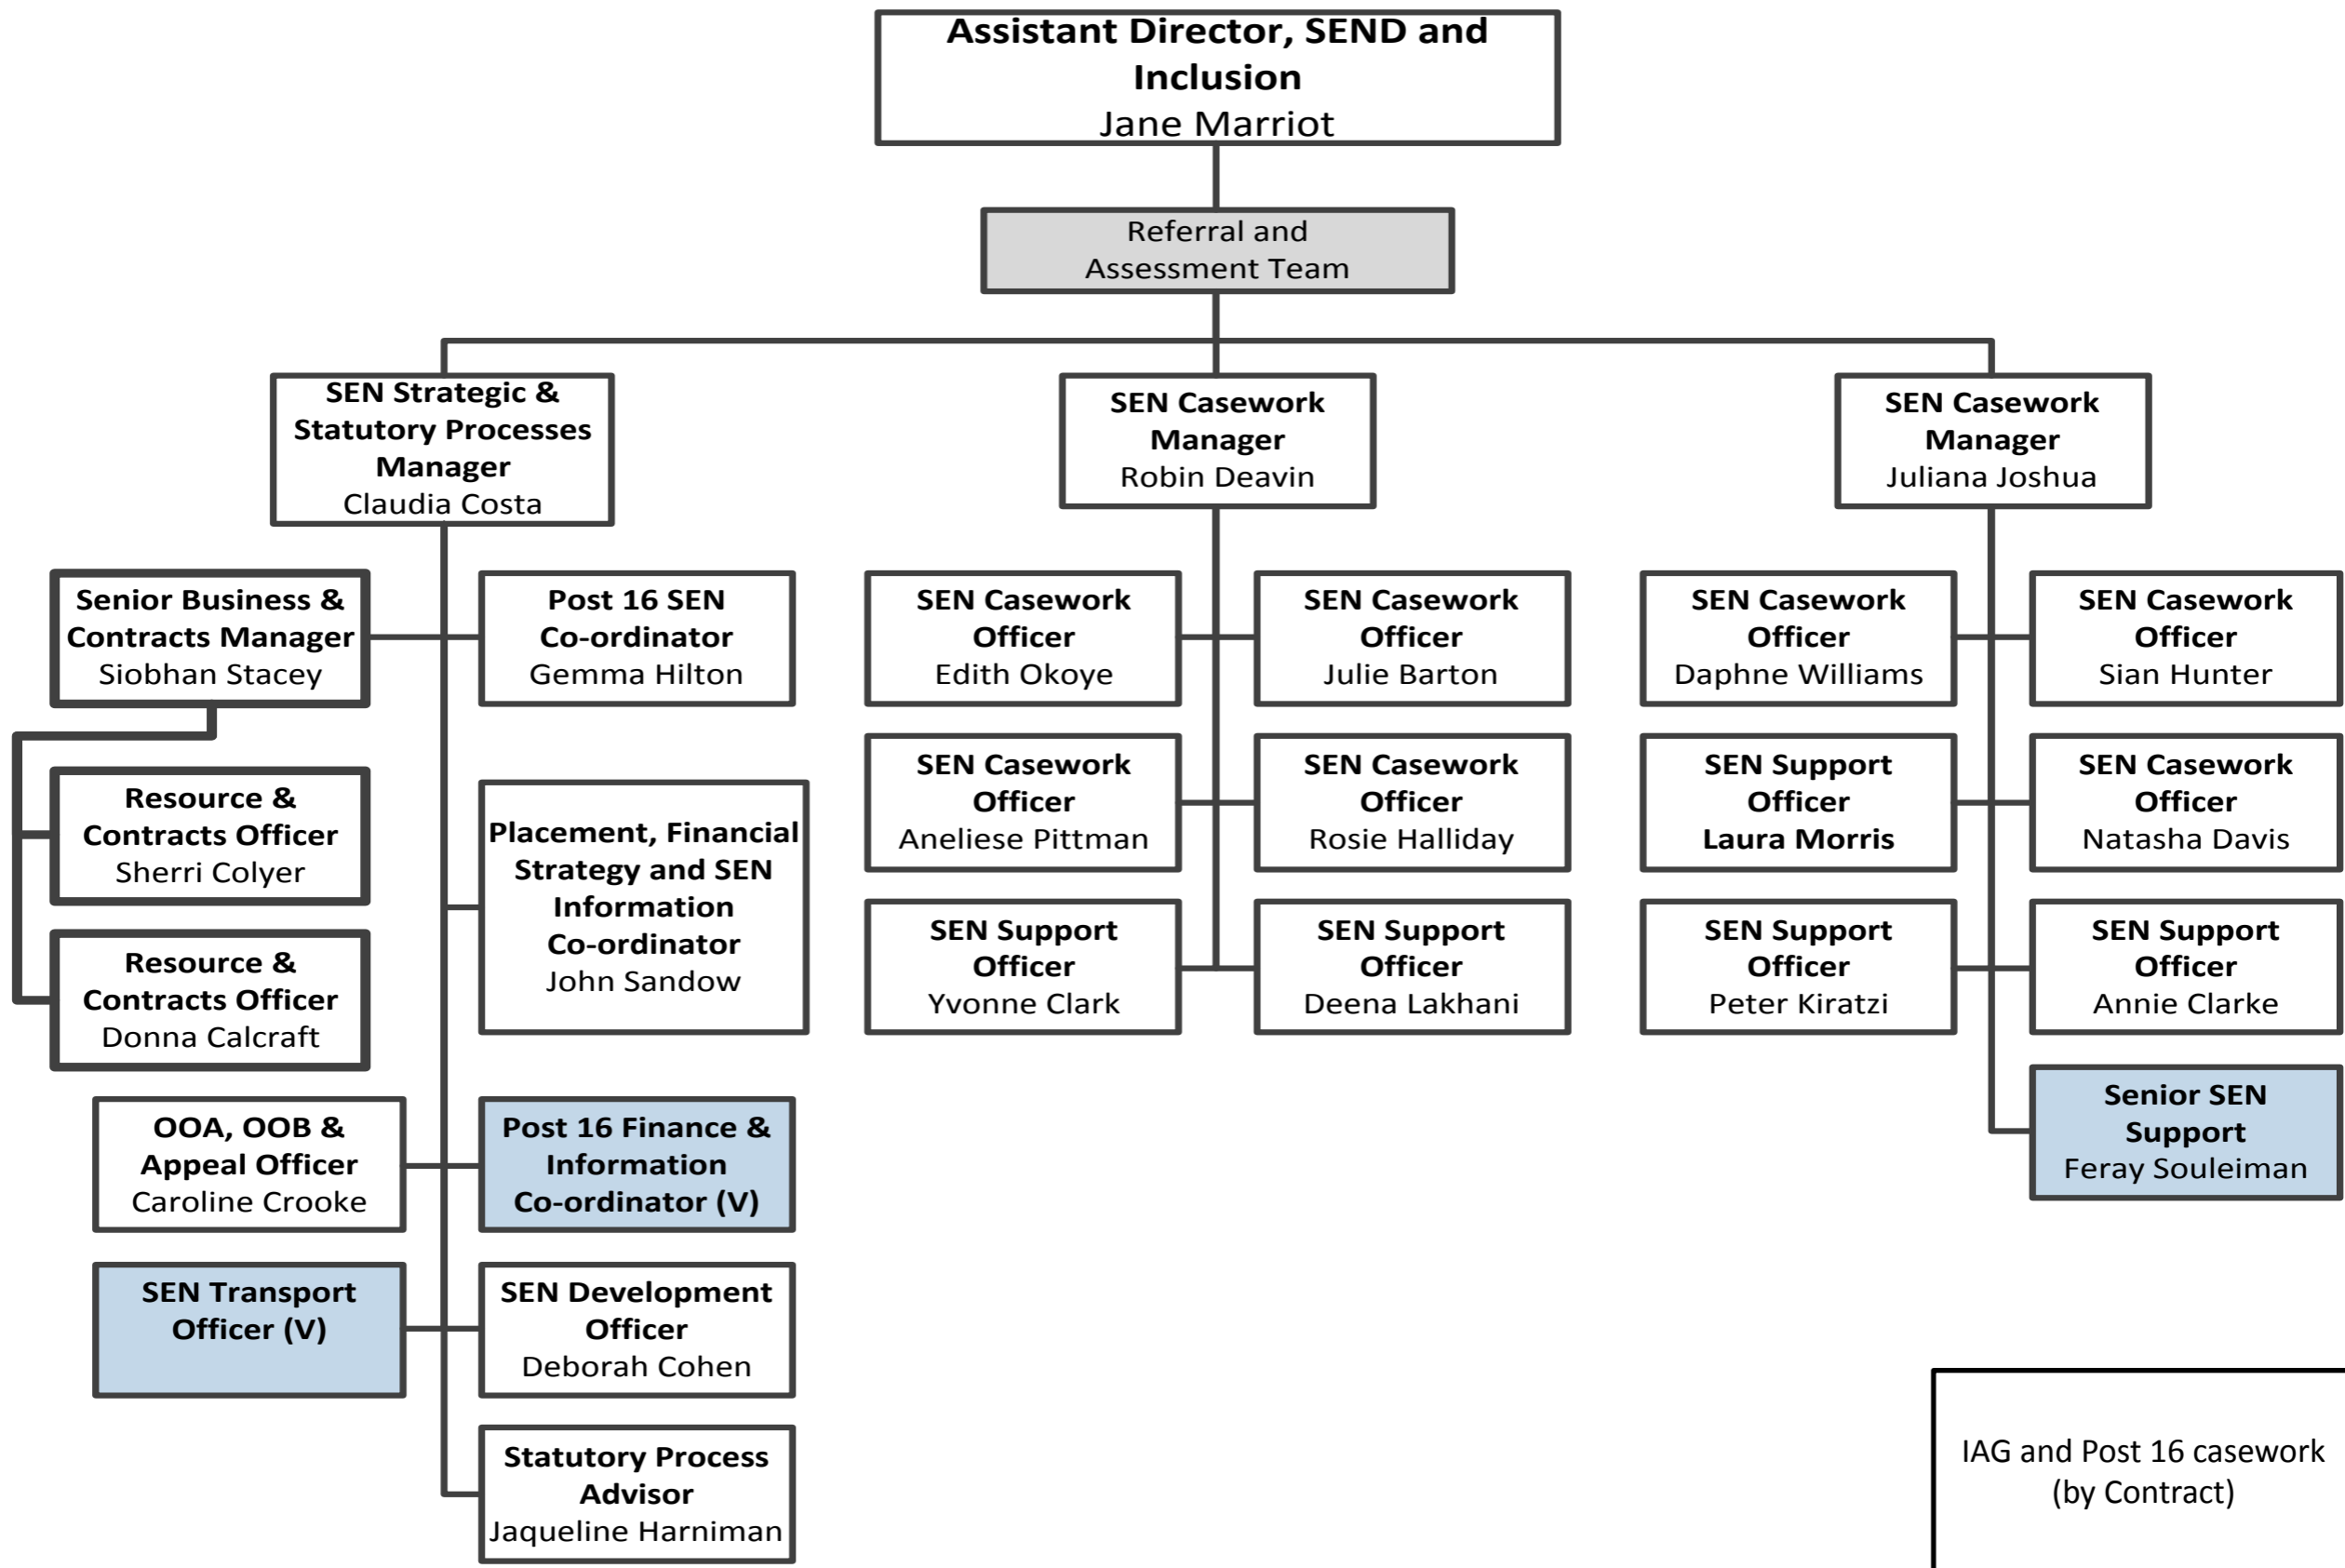 Assistant Director, SEND and
Inclusion
Jane Marriot
Referral and
Assessment Team
SEN Strategic &
Statutory Processes
Manager
Claudia Costa
SEN Casework
Manager
Robin Deavin
SEN Casework
Manager
Juliana Joshua
Senior Business &
Contracts Manager
Siobhan Stacey
Post 16 SEN
Co-ordinator
Gemma Hilton
SEN Casework
Officer
Edith Okoye
SEN Casework
Officer
Julie Barton
SEN Casework
Officer
Daphne Williams
SEN Casework
Officer
Sian Hunter
Resource &
Contracts Officer
Sherri Colyer
Placement, Financial
Strategy and SEN
Information
Co-ordinator
John Sandow
SEN Casework
Officer
Aneliese Pittman
SEN Casework
Officer
Rosie Halliday
SEN Support
Officer
Laura Morris
SEN Casework
Officer
Natasha Davis
Resource &
Contracts Officer
Donna Calcraft
SEN Support
Officer
Yvonne Clark
SEN Support
Officer
Deena Lakhani
SEN Support
Officer
Peter Kiratzi
SEN Support
Officer
Annie Clarke
OOA, OOB &
Appeal Officer
Caroline Crooke
Post 16 Finance &
Information
Co-ordinator (V)
Senior SEN
Support
Feray Souleiman
SEN Transport
Officer (V)
SEN Development
Officer
Deborah Cohen
Statutory Process
Advisor
Jaqueline Harniman
IAG and Post 16 casework
(by Contract)